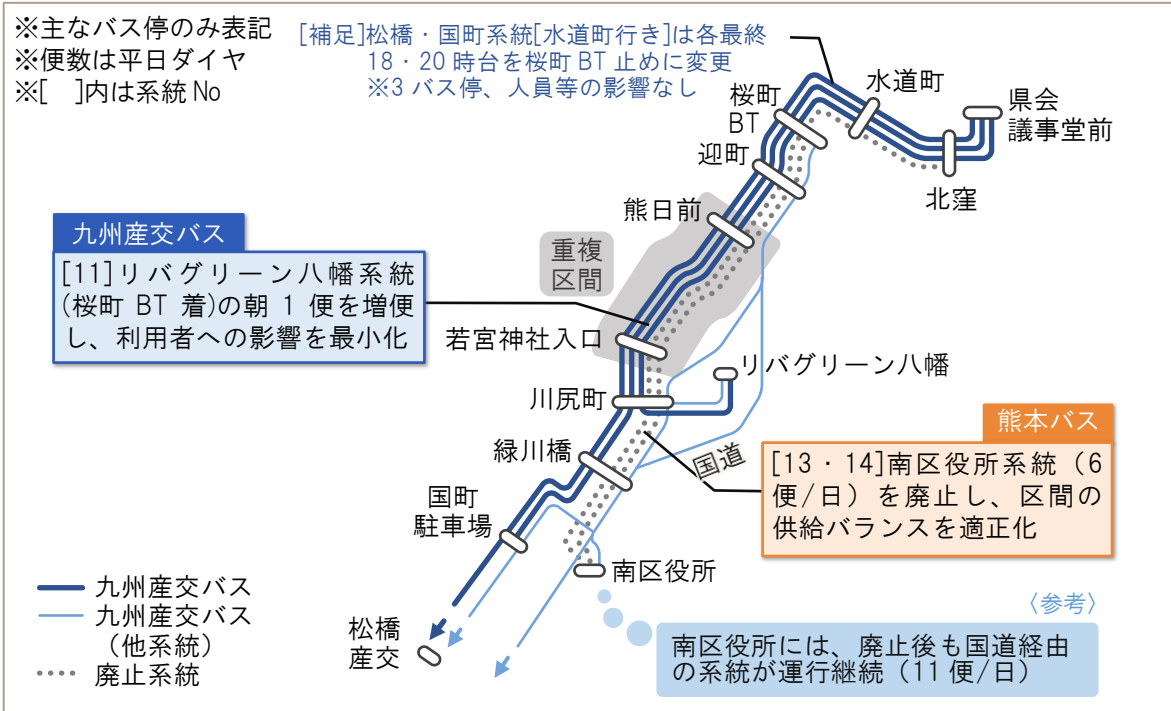 ※主なバス停のみ表記
※便数は平日ダイヤ
※[　]内は系統 No
[補足]松橋・国町系統[水道町行き]は各最終
18・20 時台を桜町 BT 止めに変更
※3 バス停、人員等の影響なし
桜町
BT
水道町
県会
議事堂前
迎町
北窪
熊日前
九州産交バス
[11]リバグリーン八幡系統
(桜町 BT 着)の朝 1 便を増便
し、利用者への影響を最小化
重複
区間
若宮神社入口
リバグリーン八幡
川尻町
緑川橋
国道
熊本バス
[13・14]南区役所系統（6
便/日）を廃止し、区間の
供給バランスを適正化
国町
駐車場
南区役所
九州産交バス
九州産交バス
（他系統）
廃止系統
松橋
産交
〈参考〉
南区役所には、廃止後も国道経由
の系統が運行継続（11 便/日）